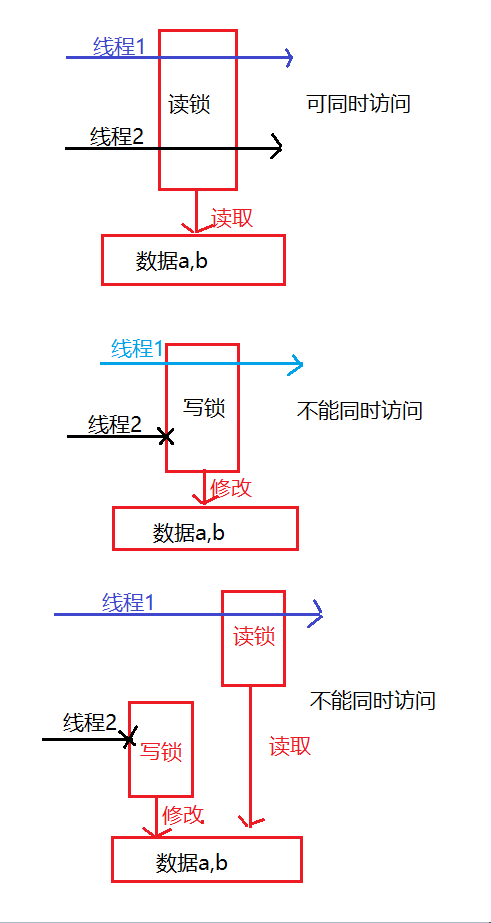 线程1
读锁
可同时访问
线程2
读取
数据a,b
线程1
写锁
不能同时访问
线程2
修改
数据a,b
线程1
读锁
不能同时访问
线程2
写锁
读取
修改
数据a,b